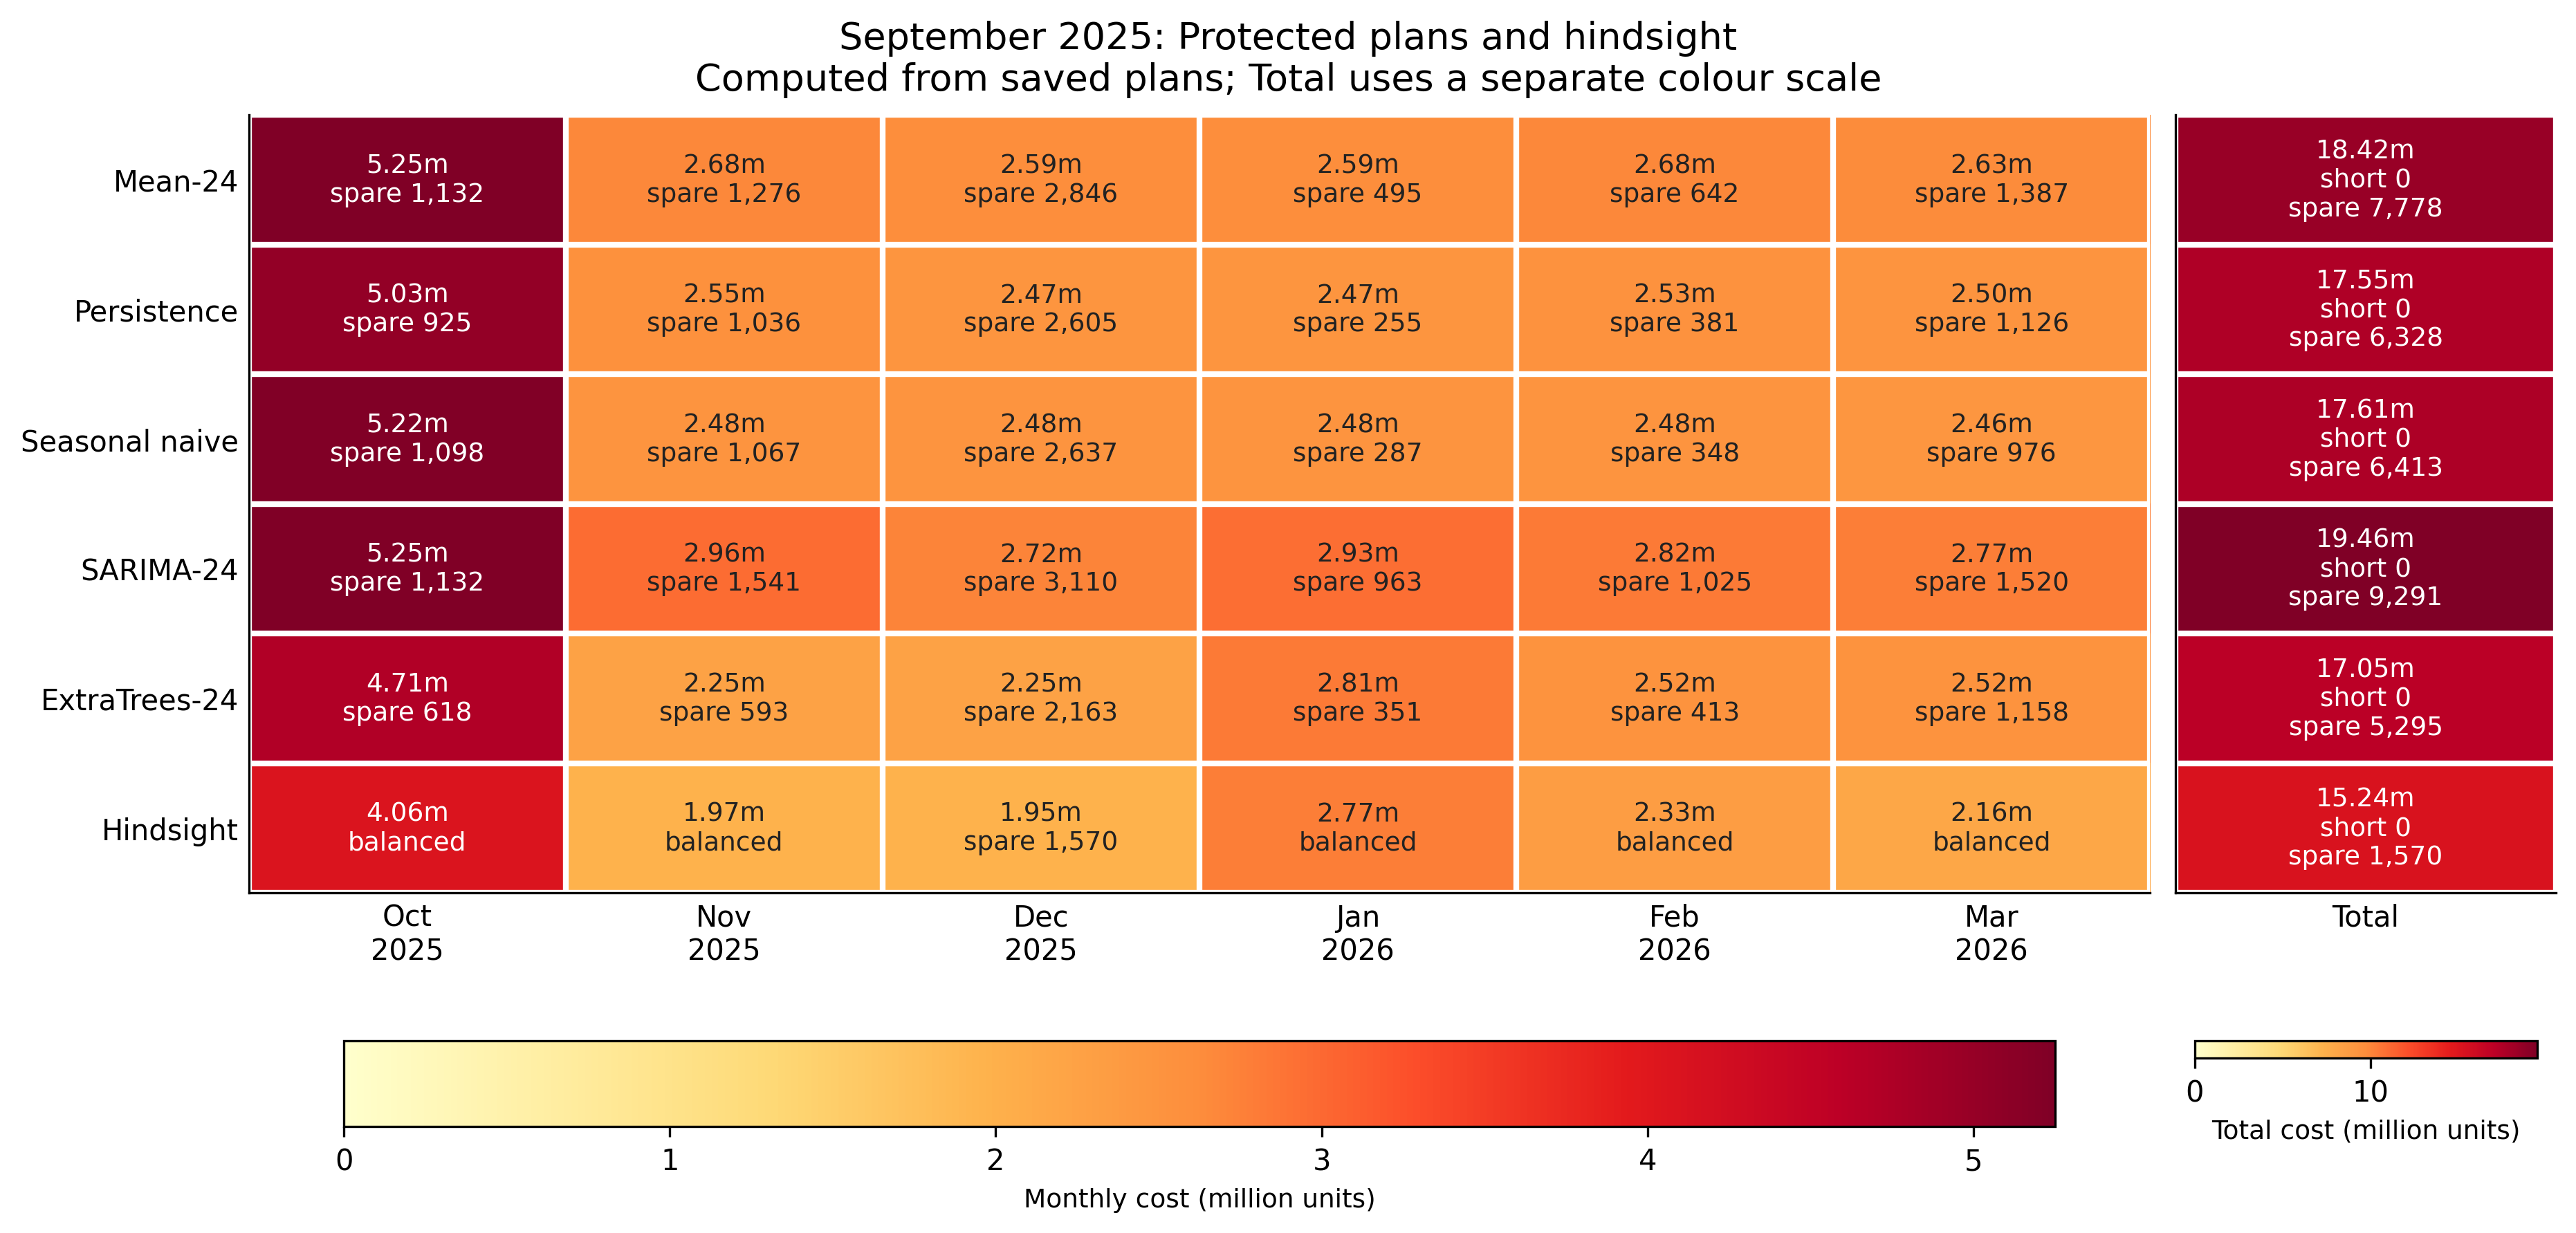 September 2025: Protected plans and hindsight
Computed from saved plans; Total uses a separate colour scale
Mean-24
5.25m
spare 1,132
2.68m
spare 1,276
2.59m
spare 2,846
2.59m
spare 495
2.68m
spare 642
2.63m
spare 1,387
18.42m
short 0
spare 7,778
Persistence
5.03m
spare 925
2.55m
spare 1,036
2.47m
spare 2,605
2.47m
spare 255
2.53m
spare 381
2.50m
spare 1,126
17.55m
short 0
spare 6,328
Seasonal naive
5.22m
spare 1,098
2.48m
spare 1,067
2.48m
spare 2,637
2.48m
spare 287
2.48m
spare 348
2.46m
spare 976
17.61m
short 0
spare 6,413
SARIMA-24
5.25m
spare 1,132
2.96m
spare 1,541
2.72m
spare 3,110
2.93m
spare 963
2.82m
spare 1,025
2.77m
spare 1,520
19.46m
short 0
spare 9,291
ExtraTrees-24
4.71m
spare 618
2.25m
spare 593
2.25m
spare 2,163
2.81m
spare 351
2.52m
spare 413
2.52m
spare 1,158
17.05m
short 0
spare 5,295
Hindsight
4.06m
balanced
1.97m
balanced
1.95m
spare 1,570
2.77m
balanced
2.33m
balanced
2.16m
balanced
15.24m
short 0
spare 1,570
Oct
2025
Nov
2025
Dec
2025
Jan
2026
Feb
2026
Mar
2026
Total
0
1
2
3
4
5
Monthly cost (million units)
0
10
Total cost (million units)